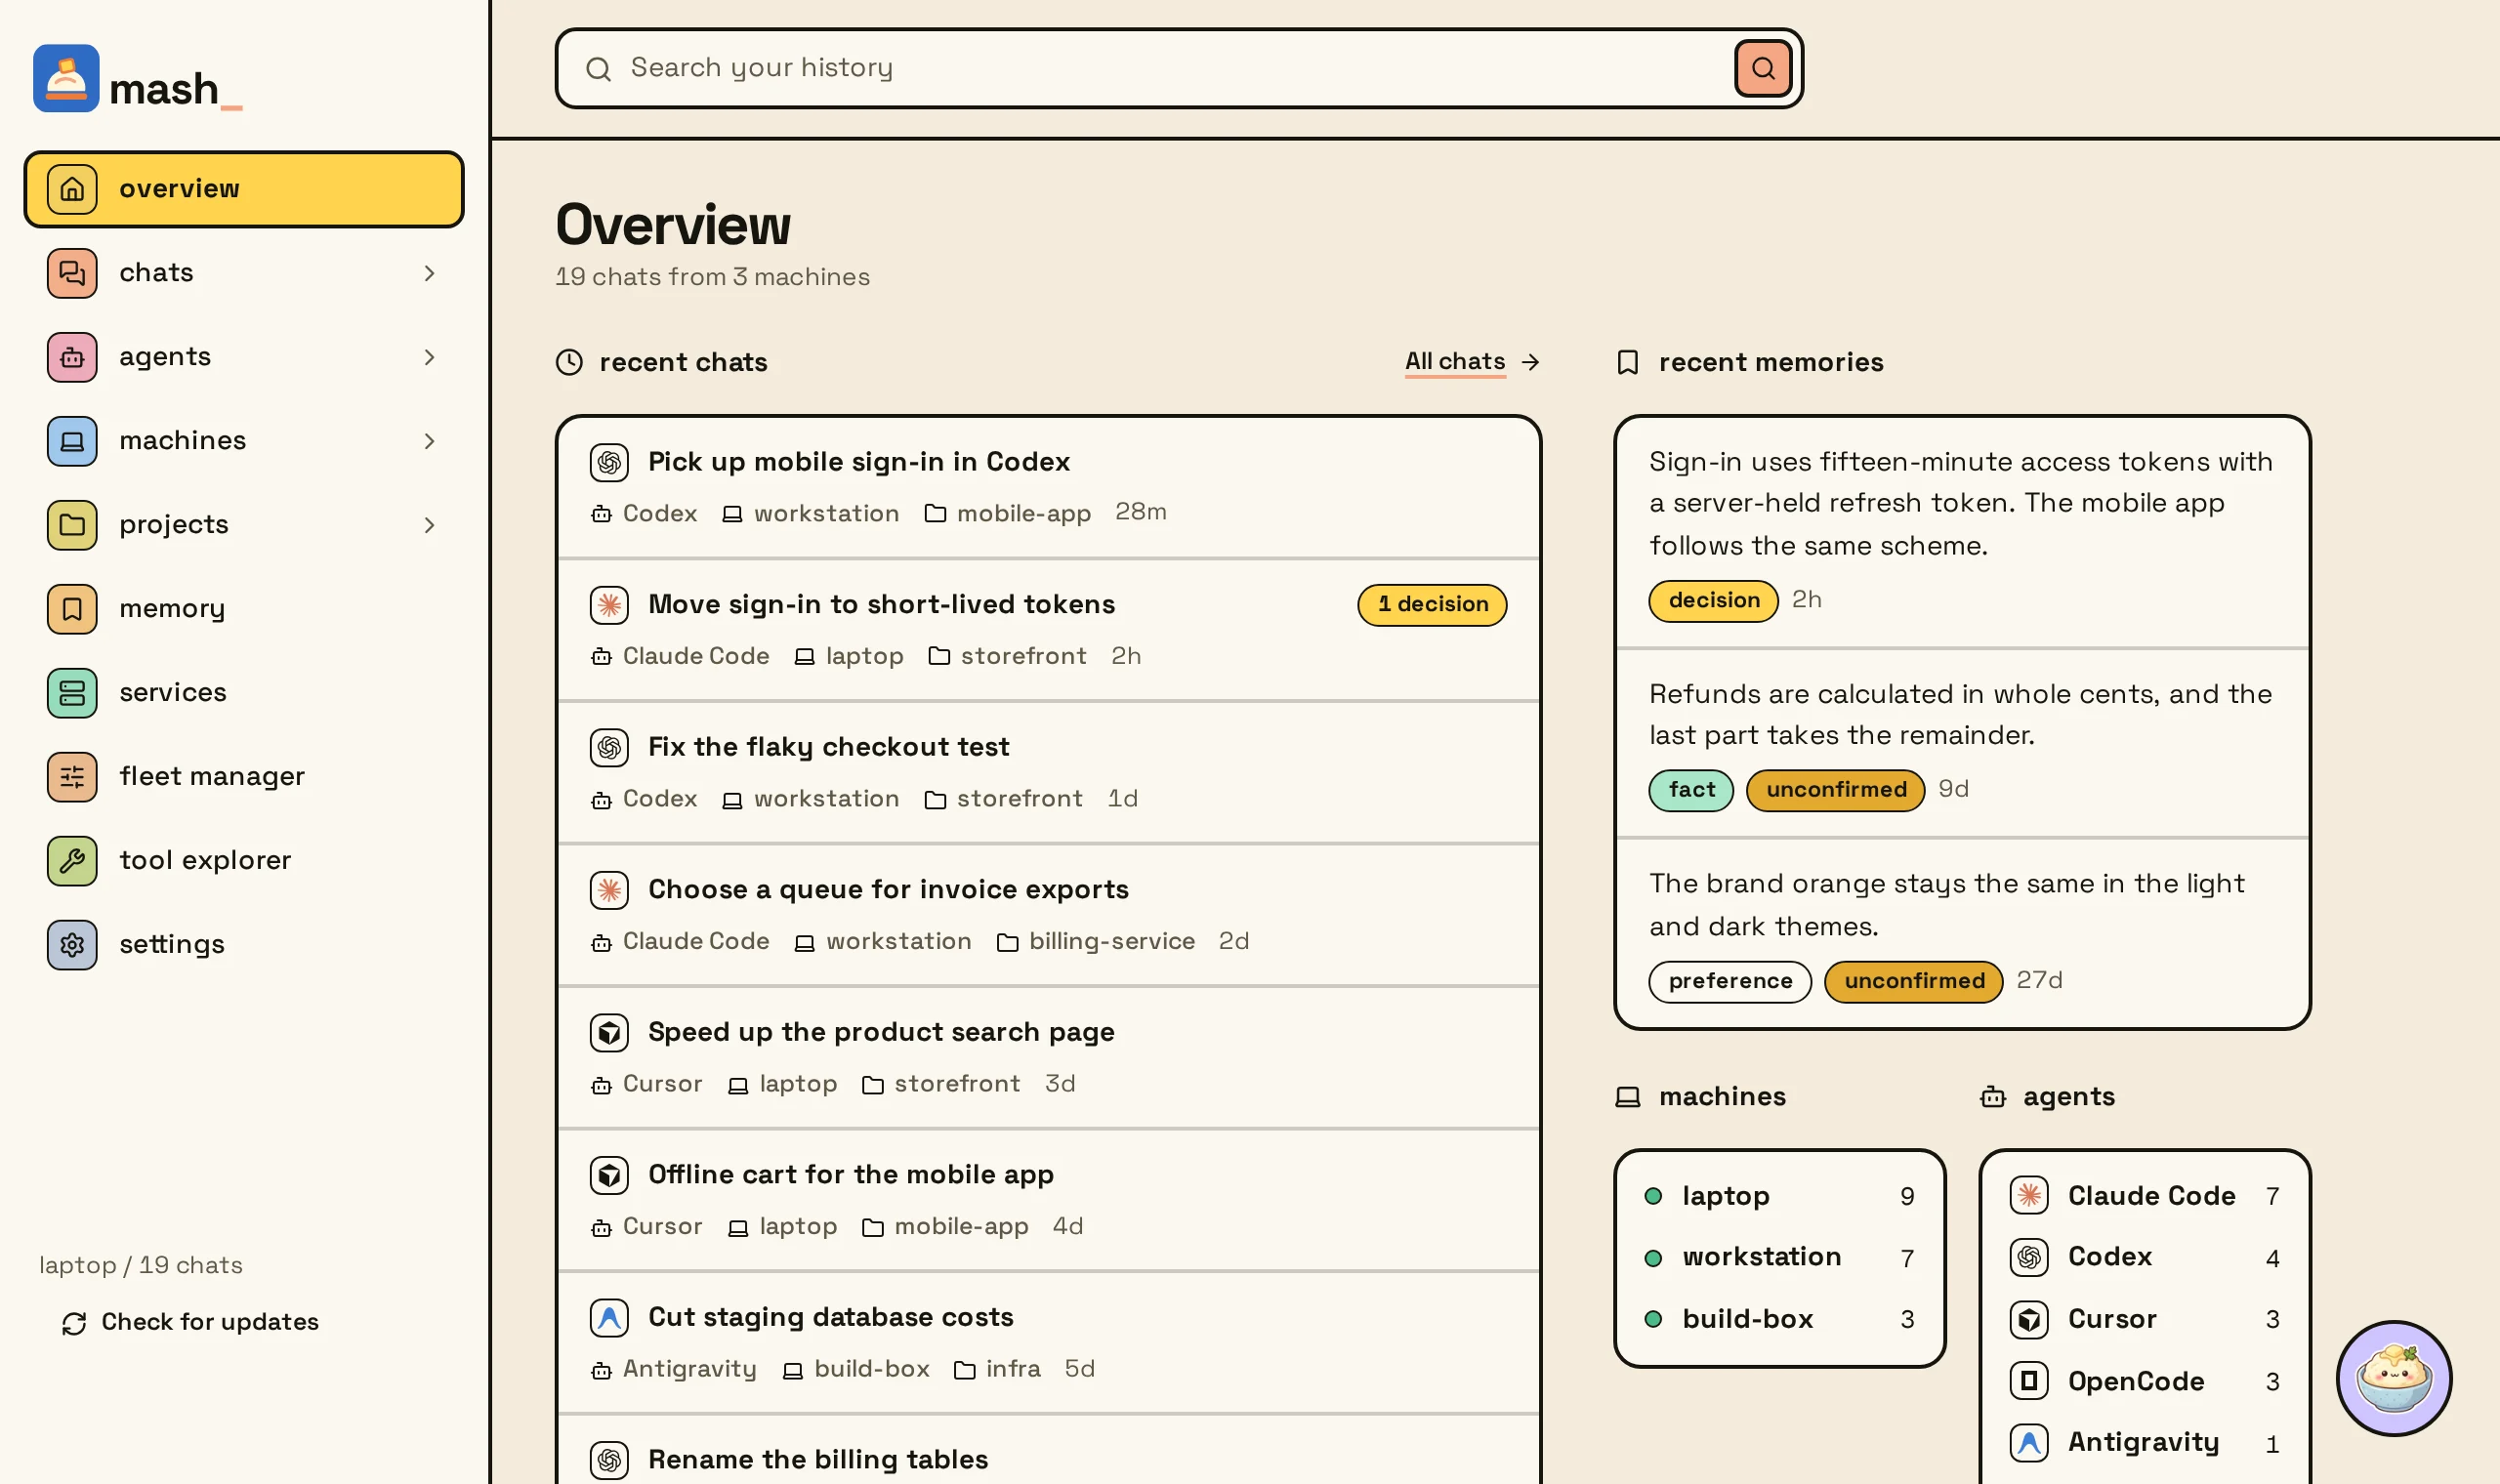 mash_
overview
chats
agents
machines
projects
memory
services
fleet manager
tool explorer
settings
laptop / 19 chats
Check for updates
Search your history
Overview
19 chats from 3 machines
recent chats
All chats →
Pick up mobile sign-in in Codex
Codex workstation mobile-app 28m
Move sign-in to short-lived tokens 1 decision
Claude Code laptop storefront 2h
Fix the flaky checkout test
Codex workstation storefront 1d
Choose a queue for invoice exports
Claude Code workstation billing-service 2d
Speed up the product search page
Cursor laptop storefront 3d
Offline cart for the mobile app
Cursor laptop mobile-app 4d
Cut staging database costs
Antigravity build-box infra 5d
Rename the billing tables
recent memories
Sign-in uses fifteen-minute access tokens with
a server-held refresh token. The mobile app
follows the same scheme.
decision 2h
Refunds are calculated in whole cents, and the
last part takes the remainder.
fact unconfirmed 9d
The brand orange stays the same in the light
and dark themes.
preference unconfirmed 27d
machines
laptop 9
workstation 7
build-box 3
agents
Claude Code 7
Codex 4
Cursor 3
OpenCode 3
Antigravity 1